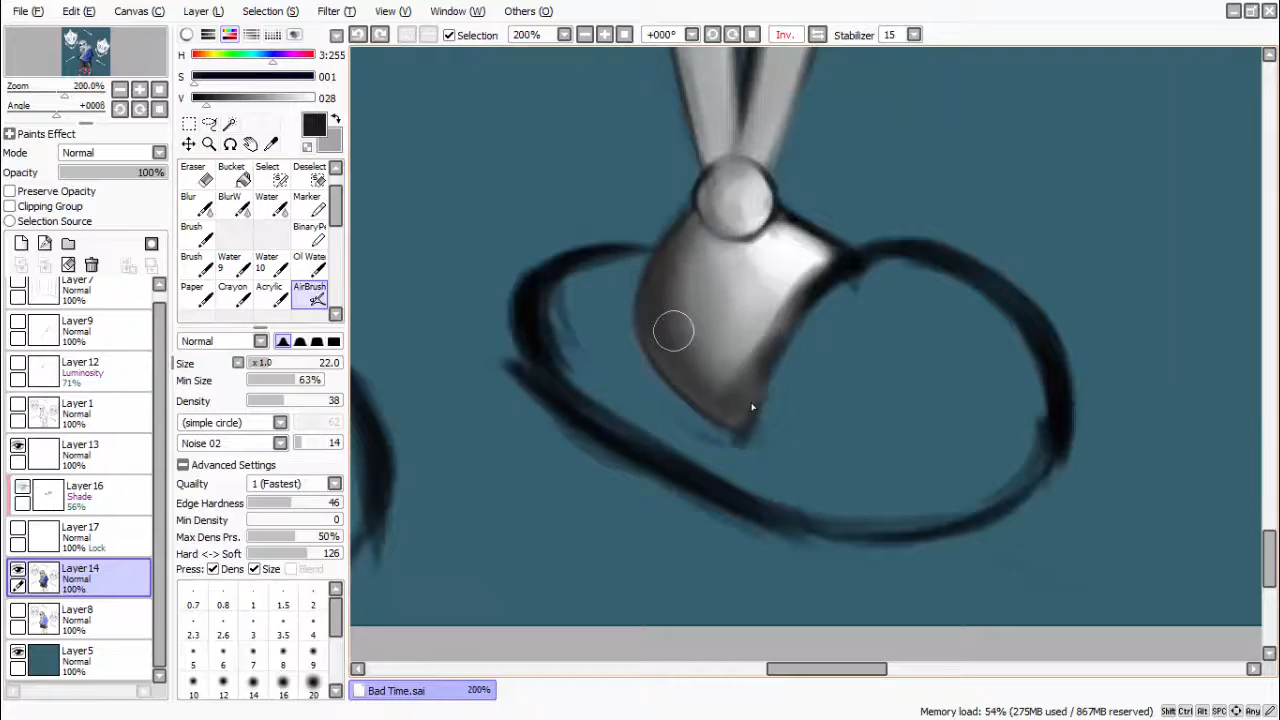 File (F) Edit (E) Canvas (C) Layer (L) Selection (S) Filter (T) View (V) Window (W) Others (O)
Selection 200% +00° Inv. Stabilizer 15
Zoom 200.0%
Angle +000θ
H 3:255
S 001
V 028
Paints Effect
Mode Normal
Opacity 100%
Preserve Opacity
Clipping Group
Selection Source
Eraser Bucket Select Deselect
Blur BlurW Water Marker
Brush BinaryPe
Brush Water 9 Water 10 Oil Water
Paper Crayon Acrylic AirBrush
Normal
Size x 1.0 22.0
Min Size 63%
Density 38
(simple circle) 62
Noise 02 14
Advanced Settings
Quailty 1 (Fastest)
Edge Hardness 46
Min Density 0
Max Dens Prs. 50%
Hard <-> Soft 126
Press: Dens Size Blend
0.7 0.8 1 1.5 2
2.3 2.6 3 3.5 4
5 6 7 8 9
10 12 14 16 20
Layer7
Normal
100%
Layer9
Normal
100%
Layer12
Luminosity
71%
Layer1
Normal
100%
Layer13
Normal
100%
Layer16
Shade
56%
Layer17
Normal
100% Lock
Layer14
Normal
100%
Layer8
Normal
100%
Layer5
Normal
100%
Bad Time.sai 200%
Memory load: 54% (275MB used / 867MB reserved) Shift Ctrl Alt SPC Any